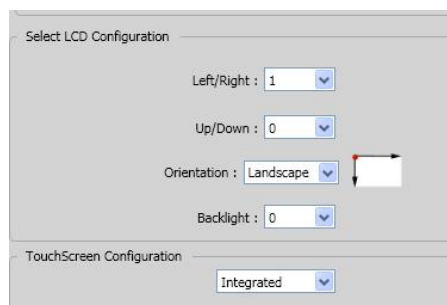 Select LCD Configuration
Left/Right : 1
Up/Down : 0
Orientation : Landscape
Backlight : 0
TouchScreen Configuration
Integrated